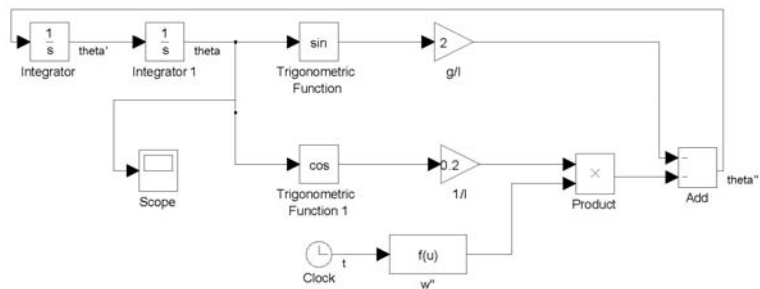 1
s
Integrator
theta'
1
s
Integrator 1
theta
sin
Trigonometric
Function
2
g/l
Scope
cos
Trigonometric
Function 1
0.2
1/l
×
Product
−
−
Add
theta''
Clock
t
f(u)
w''